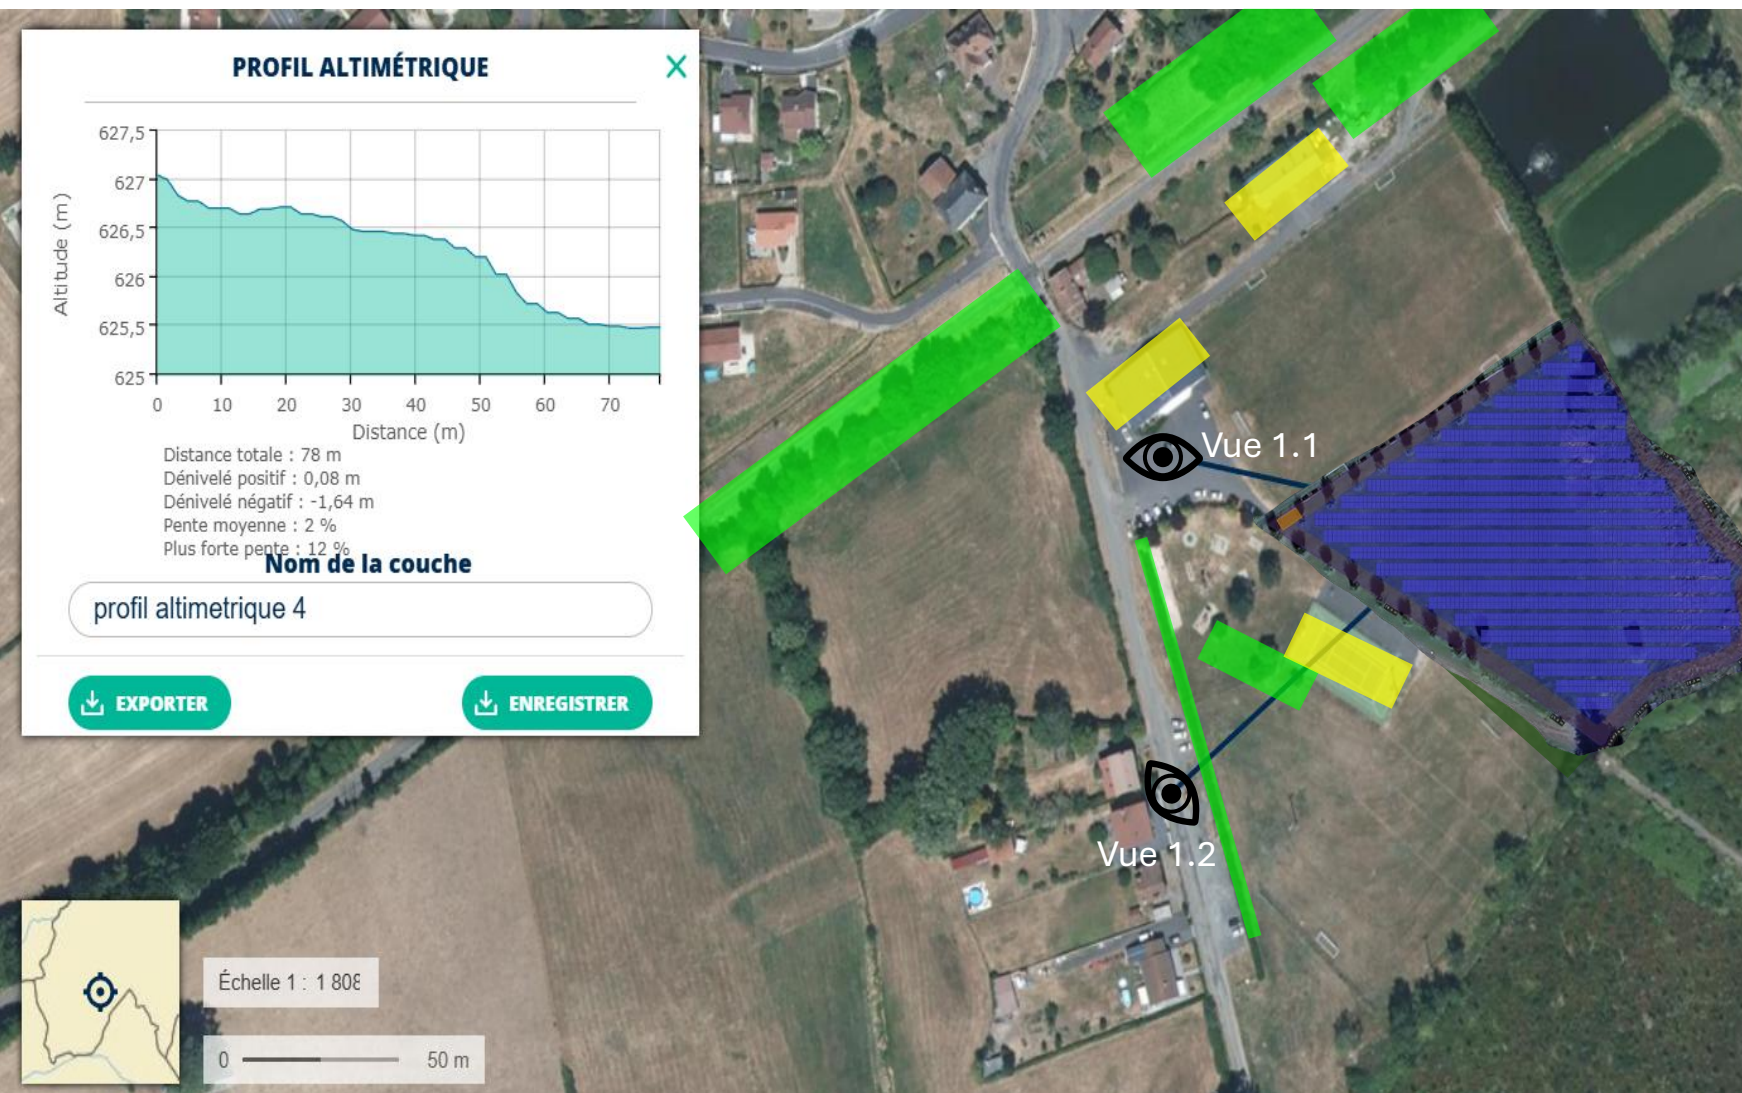 PROFIL ALTIMÉTRIQUE
Altitude (m)
627,5
627
626,5
626
625,5
625
0 10 20 30 40 50 60 70
Distance (m)
Distance totale : 78 m
Dénivelé positif : 0,08 m
Dénivelé négatif : -1,64 m
Pente moyenne : 2 %
Plus forte pente : 12 %
Nom de la couche
profil altimetrique 4
EXPORTER
ENREGISTRER
Vue 1.1
Vue 1.2
Échelle 1 : 1 808
0 50 m